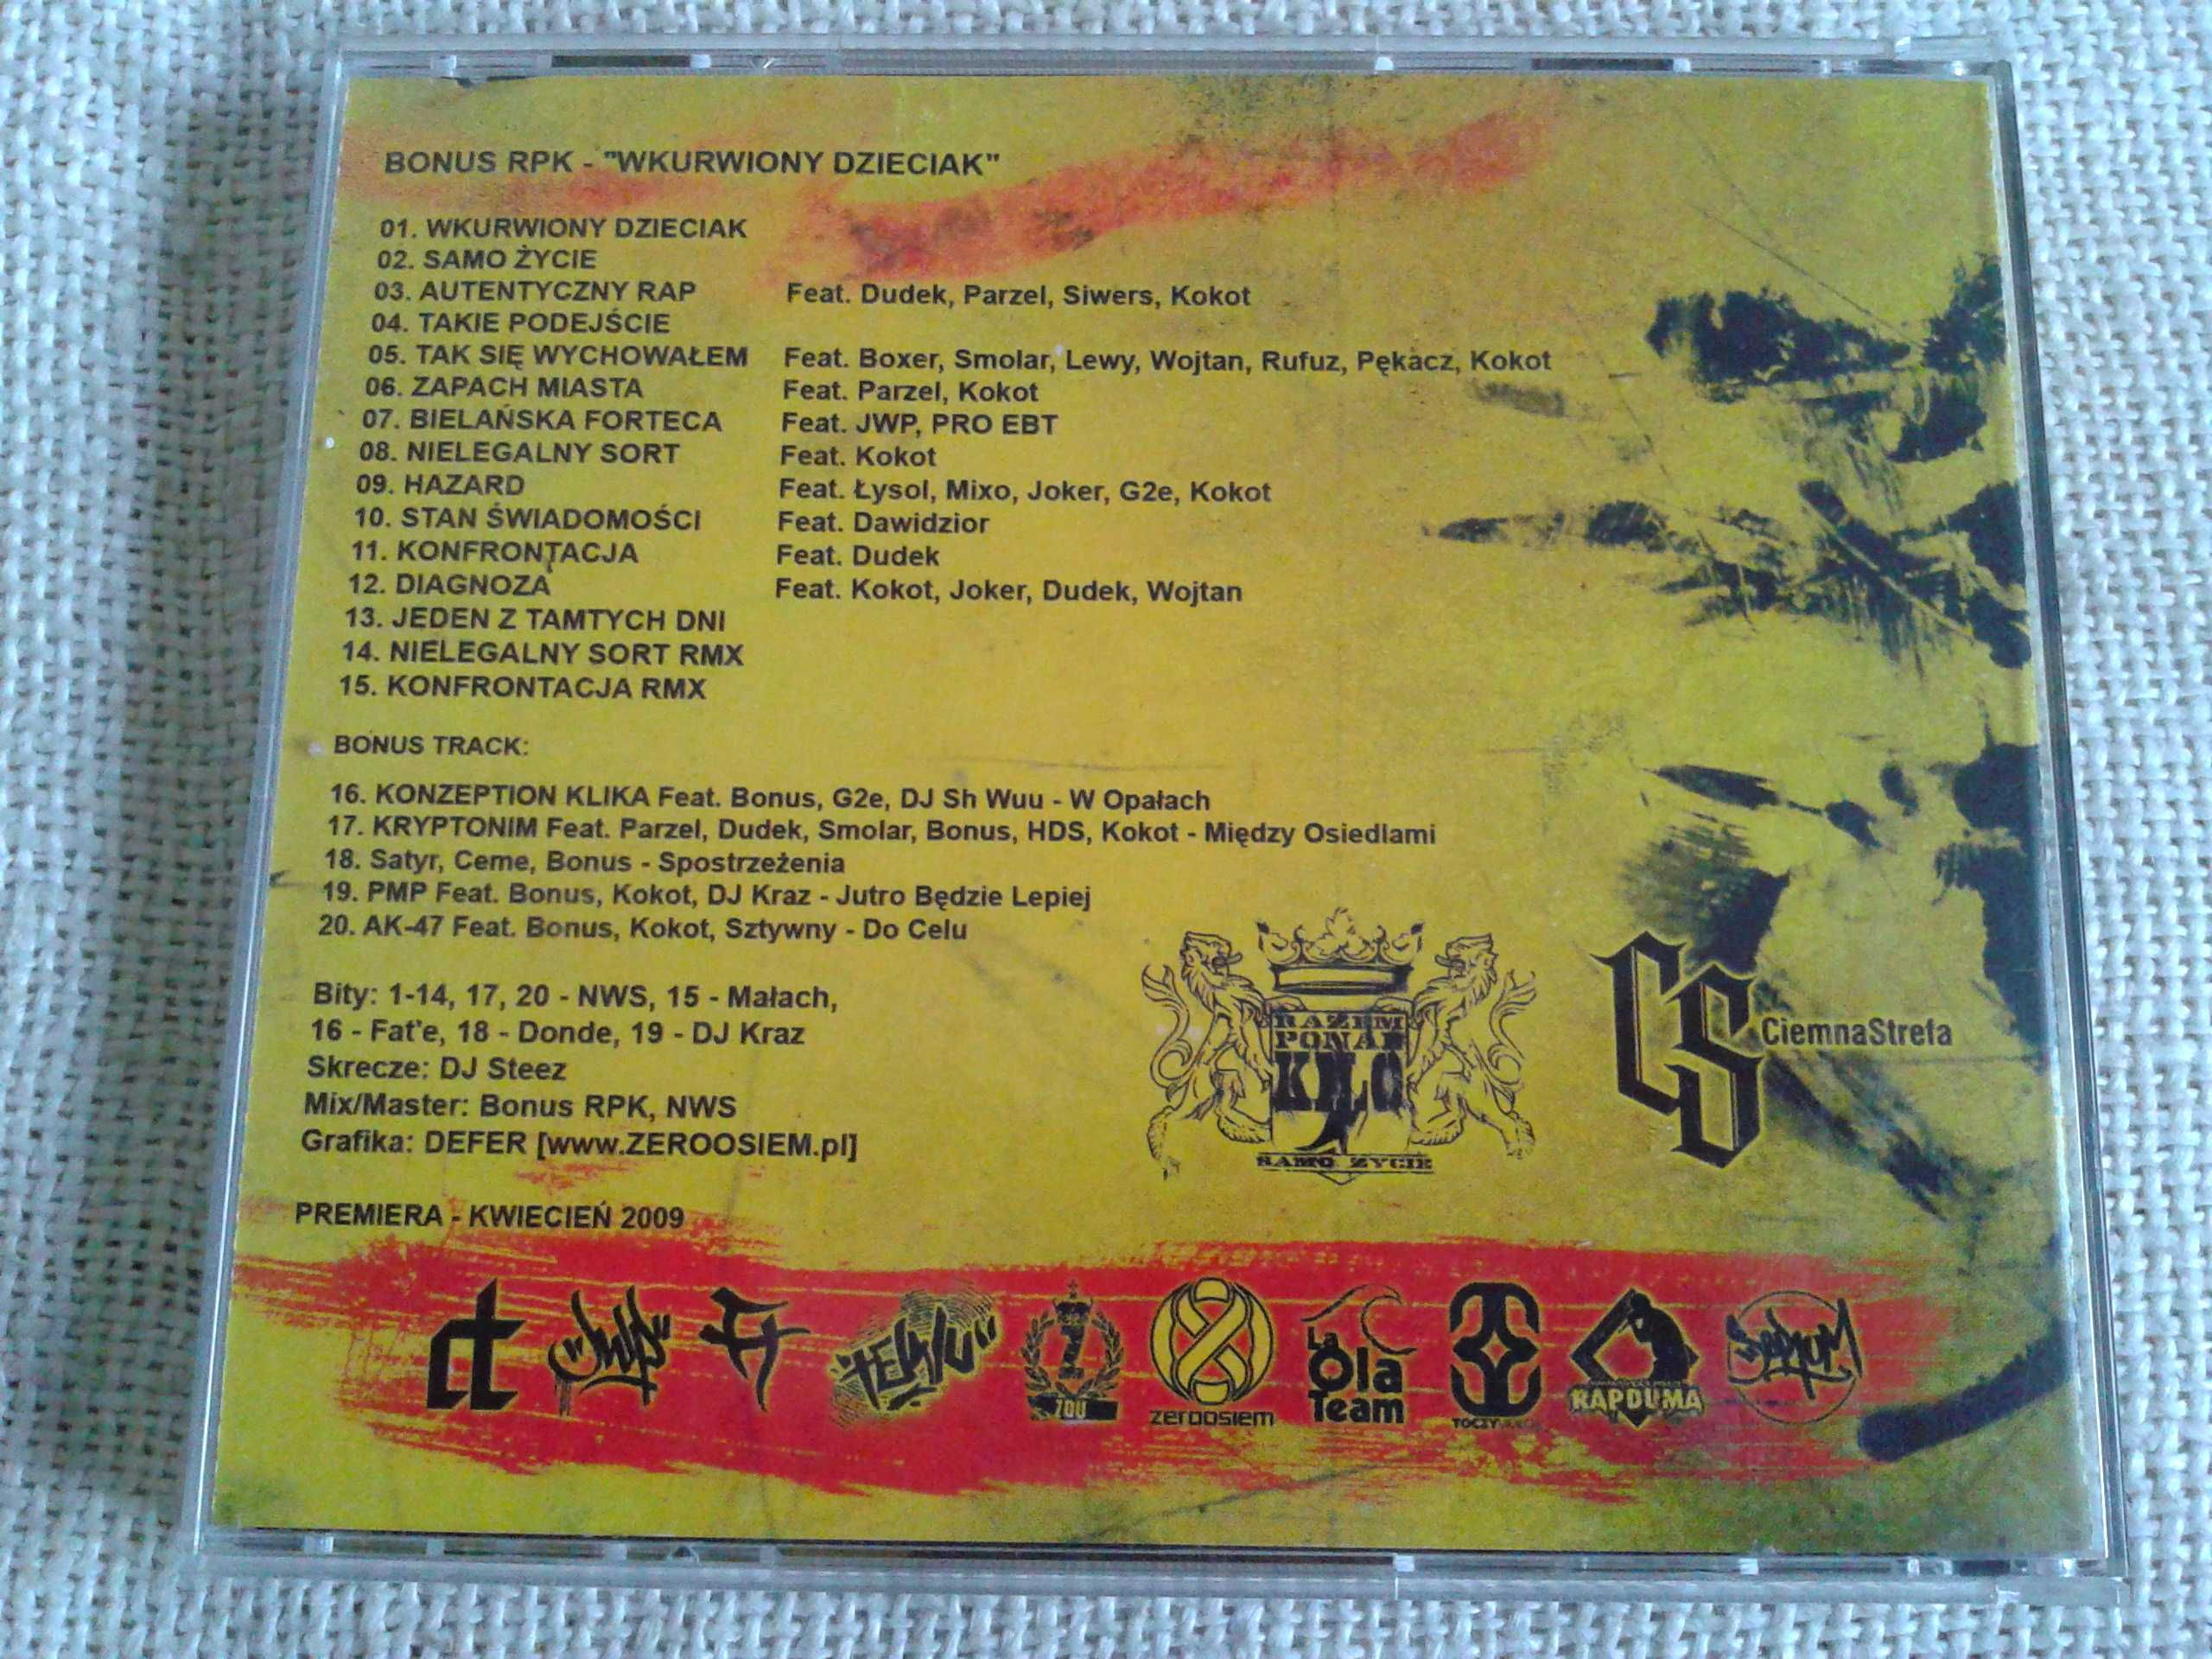 BONUS RPK - "WKURWIONY DZIECIAK"
01. WKURWIONY DZIECIAK
02. SAMO ŻYCIE
03. AUTENTYCZNY RAP Feat. Dudek, Parzel, Siwers, Kokot
04. TAKIE PODEJŚCIE
05. TAK SIĘ WYCHOWAŁEM Feat. Boxer, Smolar, Lewy, Wojtan, Rufuz, Pękacz, Kokot
06. ZAPACH MIASTA Feat. Parzel, Kokot
07. BIELAŃSKA FORTECA Feat. JWP, PRO EBT
08. NIELEGALNY SORT Feat. Kokot
09. HAZARD Feat. Łysol, Mixo, Joker, G2e, Kokot
10. STAN ŚWIADOMOŚCI Feat. Dawidzior
11. KONFRONTACJA Feat. Dudek
12. DIAGNOZA Feat. Kokot, Joker, Dudek, Wojtan
13. JEDEN Z TAMTYCH DNI
14. NIELEGALNY SORT RMX
15. KONFRONTACJA RMX
BONUS TRACK:
16. KONZEPTION KLIKA Feat. Bonus, G2e, DJ Sh Wuu - W Opałach
17. KRYPTONIM Feat. Parzel, Dudek, Smolar, Bonus, HDS, Kokot - Między Osiedlami
18. Satyr, Ceme, Bonus - Spostrzeżenia
19. PMP Feat. Bonus, Kokot, DJ Kraz - Jutro Będzie Lepiej
20. AK-47 Feat. Bonus, Kokot, Sztywny - Do Celu
Bity: 1-14, 17, 20 - NWS, 15 - Małach,
16 - Fat'e, 18 - Donde, 19 - DJ Kraz
Skrecze: DJ Steez
Mix/Master: Bonus RPK, NWS
Grafika: DEFER [www.ZEROOSIEM.pl]
PREMIERA - KWIECIEŃ 2009
RAZEM
PONAD
KILO
SAMO ŻYCIE
CS CiemnaStrefa
"JWP"
ZDU
zeroosiem
La
Ola
Team
RAPDUMA